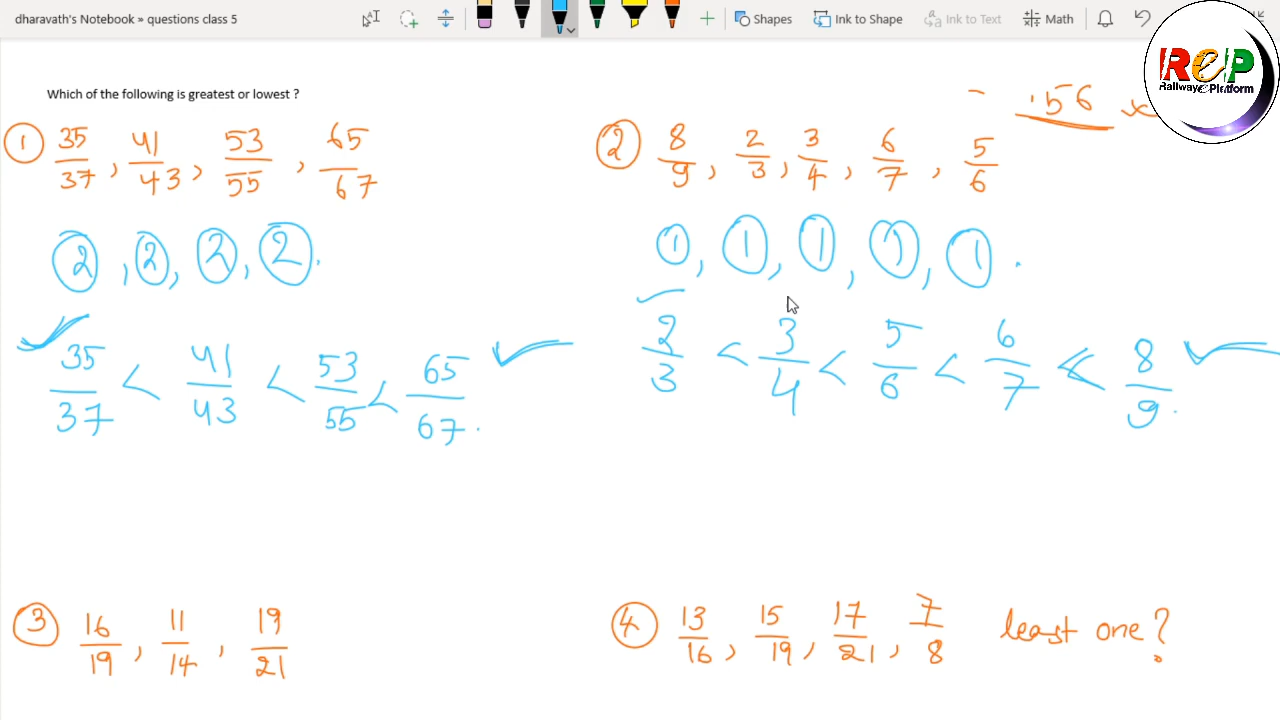 dharavath's Notebook » questions class 5
Shapes
Ink to Shape
Ink to Text
Math
REP
Railway Platform
Which of the following is greatest or lowest ?
.56 ×
① 35/37, 41/43, 53/55, 65/67
② 8/9, 2/3, 3/4, 6/7, 5/6
②, ②, ②, ②.
①, ①, ①, ①, ①.
35/37 < 41/43 < 53/55 < 65/67.
2/3 < 3/4 < 5/6 < 6/7 < 8/9.
③ 16/19, 11/14, 19/21
④ 13/16, 15/19, 17/21, 7/8 least one?